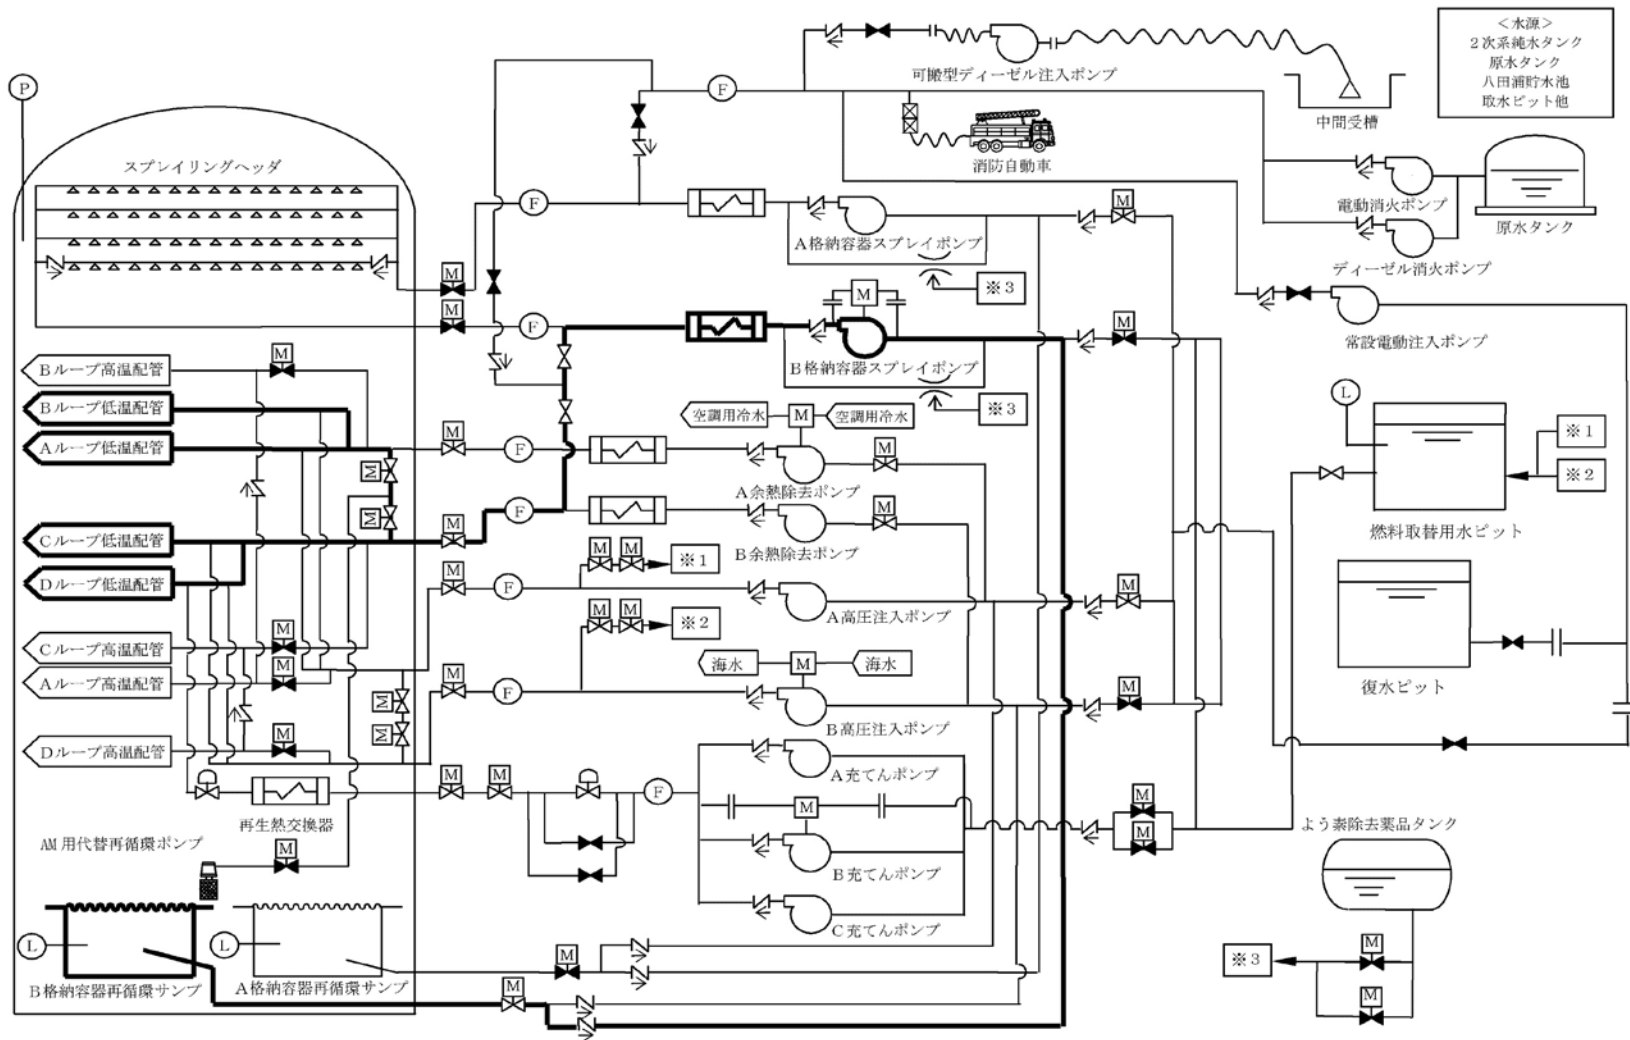 ＜水源＞
２次系純水タンク
原水タンク
八田浦貯水池
取水ピット他
P
可搬型ディーゼル注入ポンプ
中間受槽
F
消防自動車
スプレイリングヘッダ
F
M
電動消火ポンプ
原水タンク
A格納容器スプレイポンプ
ディーゼル消火ポンプ
M
※3
M
M
F
M
常設電動注入ポンプ
Bループ高温配管
M
B格納容器スプレイポンプ
※3
L
Bループ低温配管
空調用冷水
M
空調用冷水
Aループ低温配管
M
F
M
※1
M
※2
A余熱除去ポンプ
M
燃料取替用水ピット
Cループ低温配管
M
F
M
B余熱除去ポンプ
Dループ低温配管
M
F
M
M
※1
M
A高圧注入ポンプ
M
M
※2
Cループ高温配管
M
海水
M
海水
Aループ高温配管
M
M
F
M
復水ピット
M
B高圧注入ポンプ
M
Dループ高温配管
M
A充てんポンプ
M
M
F
M
M
再生熱交換器
M
よう素除去薬品タンク
AM用代替再循環ポンプ
M
B充てんポンプ
C充てんポンプ
L
L
M
M
※3
B格納容器再循環サンプ
A格納容器再循環サンプ
M
M